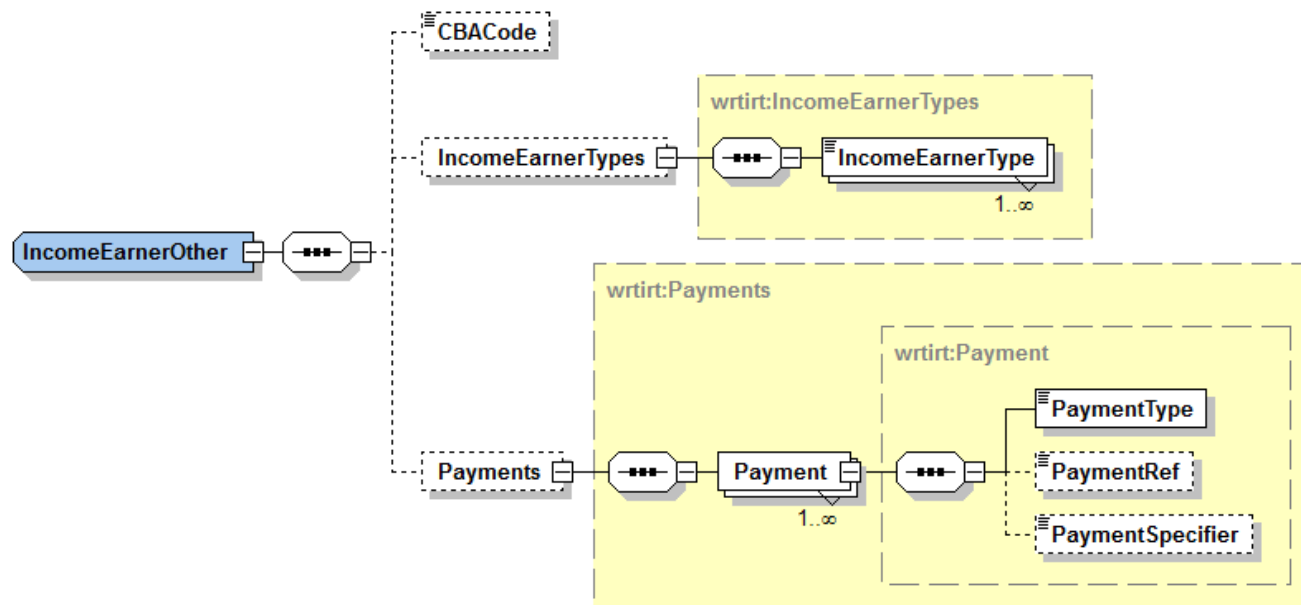 CBACode
wrtirt:IncomeEarnerTypes
IncomeEarnerTypes
IncomeEarnerType
1..∞
IncomeEarnerOther
wrtirt:Payments
wrtirt:Payment
PaymentType
Payments
Payment
PaymentRef
1..∞
PaymentSpecifier